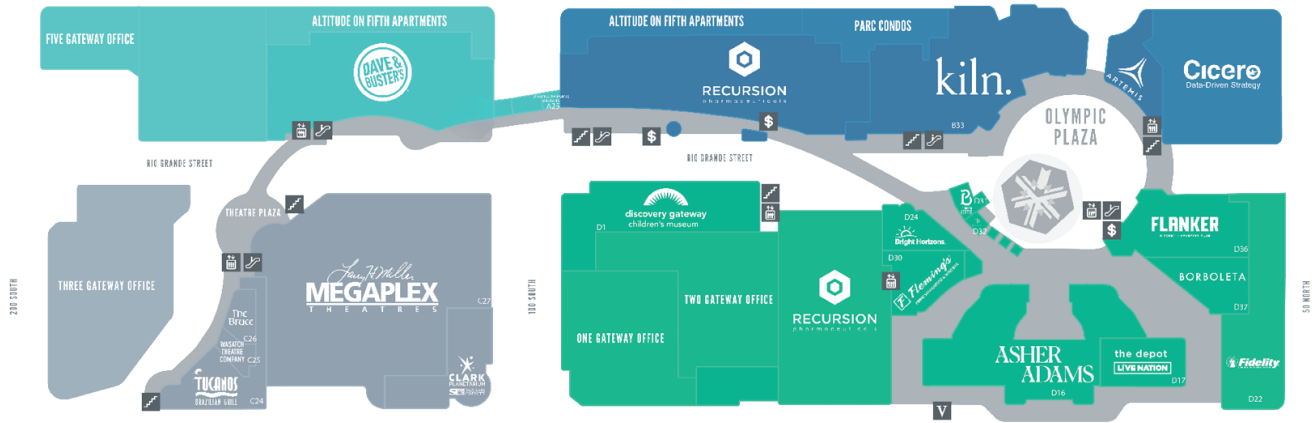 FIVE GATEWAY OFFICE
ALTITUDE ON FIFTH APARTMENTS
DAVE &
BUSTER'S
A25
ALTITUDE ON FIFTH APARTMENTS
PARC CONDOS
RECURSION
pharmaceuticals
kiln.
B33
ARTEMIS
Cicero
Data-Driven Strategy
OLYMPIC
PLAZA
$
$
RIO GRANDE STREET
RIO GRANDE STREET
THEATRE PLAZA
THREE GATEWAY OFFICE
200 SOUTH
Larry H. Miller
MEGAPLEX
THEATRES
C27
The
Brace
C26
WASATCH
THEATRE
COMPANY
C25
TUCANOS
BRAZILIAN GRILL
C24
CLARK
PLANETARIUM
100 SOUTH
discovery gateway
children's museum
D1
TWO GATEWAY OFFICE
ONE GATEWAY OFFICE
RECURSION
D24
Bright Horizons
D30
Fleming's
B
D31
D32
$
FLANKER
D36
BORBOLETA
D37
ASHER
ADAMS
D16
the depot
LIVE NATION
D17
Fidelity
D22
V
50 NORTH